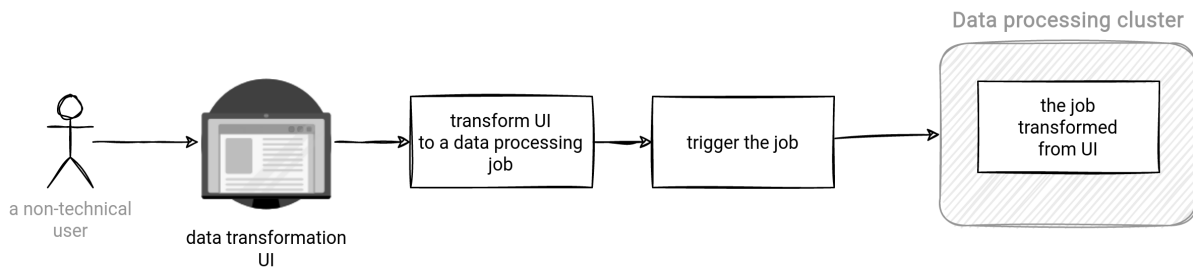 Data processing cluster
a non-technical
user
data transformation
UI
transform UI
to a data processing
job
trigger the job
the job
transformed
from UI